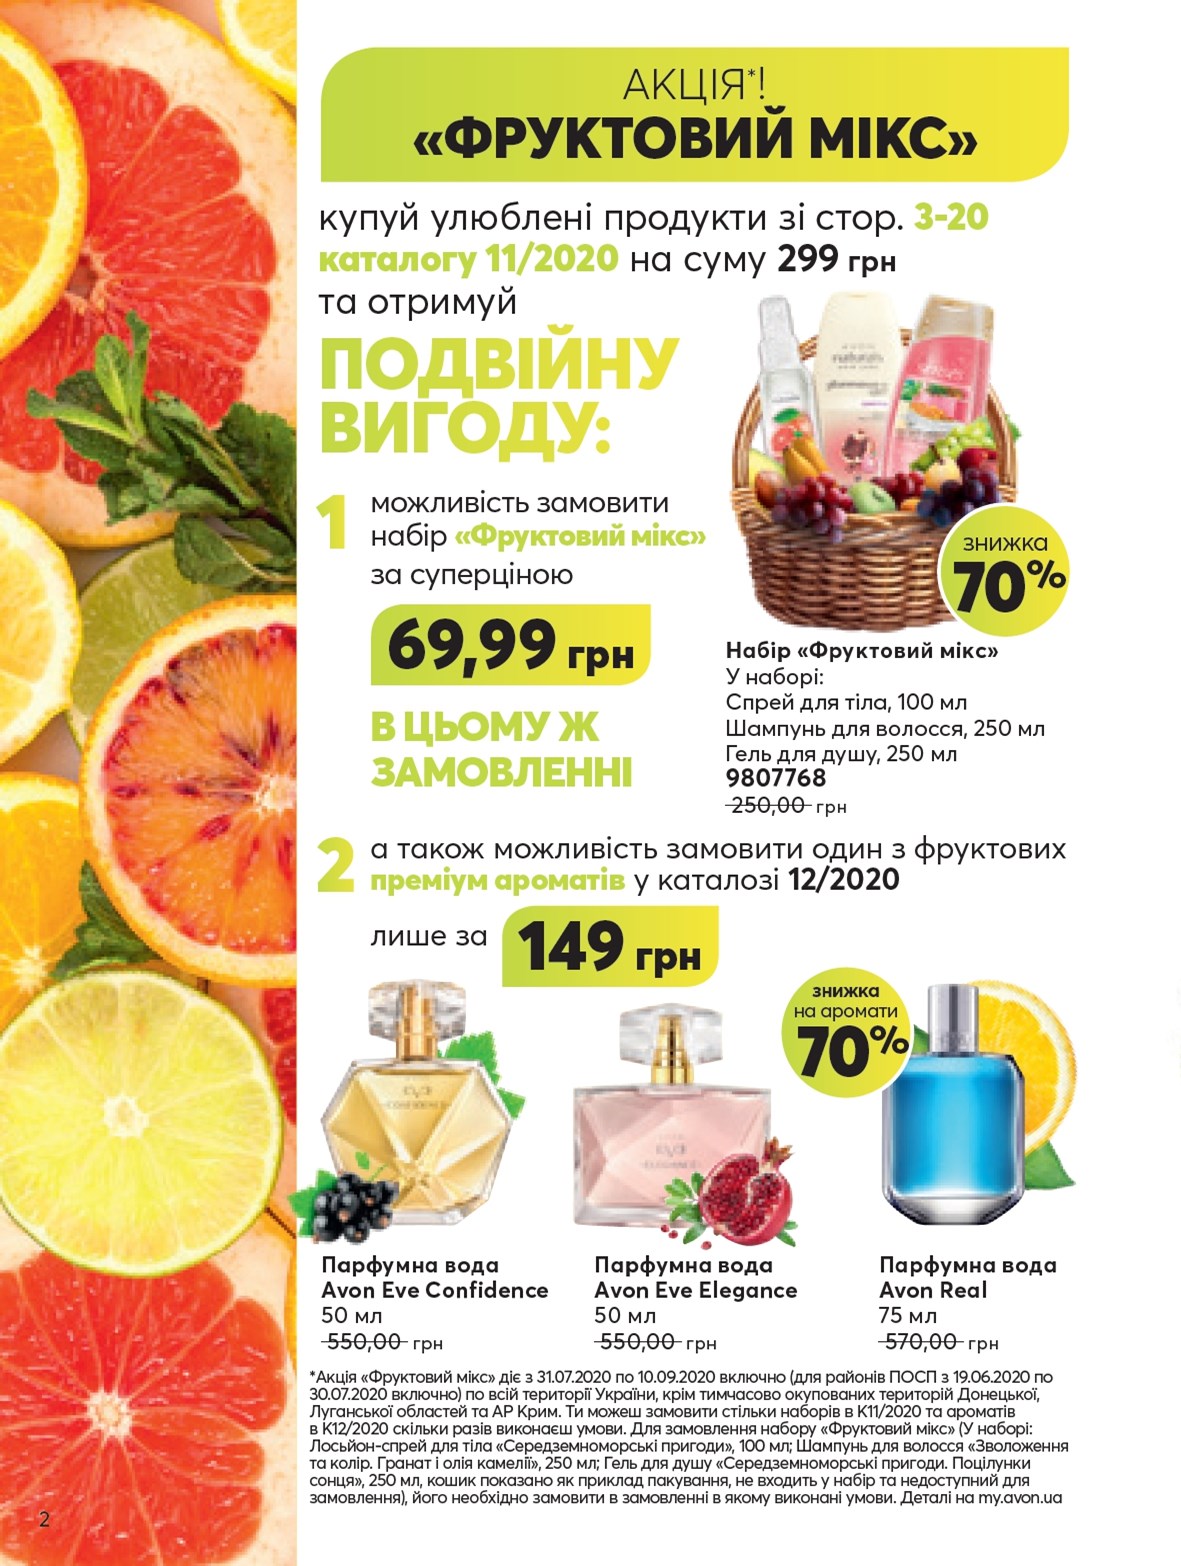 АКЦІЯ*!
«ФРУКТОВИЙ МІКС»
купуй улюблені продукти зі стор. 3-20
каталогу 11/2020 на суму 299 грн
та отримуй
ПОДВІЙНУ
ВИГОДУ:
1 можливість замовити
набір «Фруктовий мікс»
за суперціною
69,99 грн
В ЦЬОМУ Ж
ЗАМОВЛЕННІ
naturals
ЗНИЖКА
70%
Набір «Фруктовий мікс»
У наборі:
Спрей для тіла, 100 мл
Шампунь для волосся, 250 мл
Гель для душу, 250 мл
9807768
250,00 грн
2 а також можливість замовити один з фруктових
преміум ароматів у каталозі 12/2020
лише за 149 грн
знижка
на аромати
70%
EVE
CONFIDENCE
EVE
ELEGANCE
Парфумна вода
Avon Eve Confidence
50 мл
550,00 грн
Парфумна вода
Avon Eve Elegance
50 мл
550,00 грн
Парфумна вода
Avon Real
75 мл
570,00 грн
*Акція «Фруктовий мікс» діє з 31.07.2020 по 10.09.2020 включно (для районів ПОСП з 19.06.2020 по
30.07.2020 включно) по всій території України, крім тимчасово окупованих територій Донецької,
Луганської областей та АР Крим. Ти можеш замовити стільки наборів в К11/2020 та ароматів
в К12/2020 скільки разів виконаєш умови. Для замовлення набору «Фруктовий мікс» (У наборі:
Лосьйон-спрей для тіла «Середземноморські пригоди», 100 мл; Шампунь для волосся «Зволоження
та колір. Гранат і олія камелії», 250 мл; Гель для душу «Середземноморські пригоди. Поцілунки
сонця», 250 мл, кошик показано як приклад пакування, не входить у набір та недоступний для
замовлення), його необхідно замовити в замовленні в якому виконані умови. Деталі на my.avon.ua
2